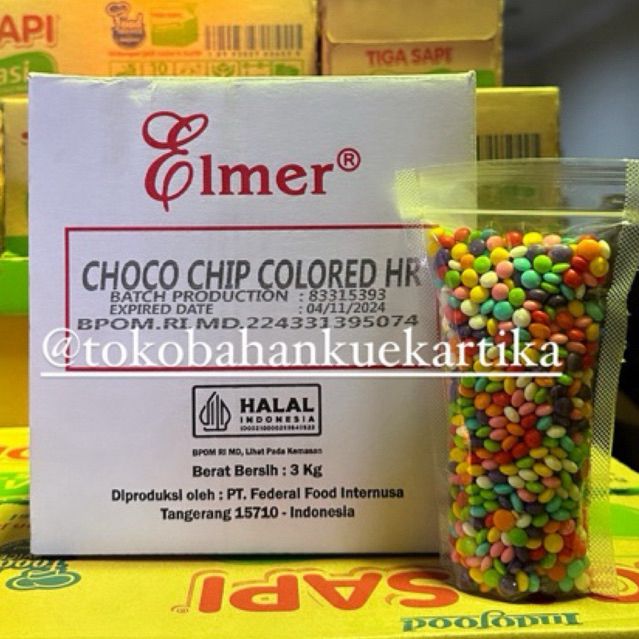 SAPI
TIGA SAPI
Elmer®
CHOCO CHIP COLORED HR
BATCH PRODUCTION : 83315393
EXPIRED DATE : 04/11/2024
BPOM.RI.MD.224331395074
@tokobahankuekartika
HALAL
INDONESIA
BPOM RI MD, Lihat Pada Kemasan
Berat Bersih : 3 Kg
Diproduksi oleh : PT. Federal Food Internusa
Tangerang 15710 - Indonesia
SAPI
Indofood